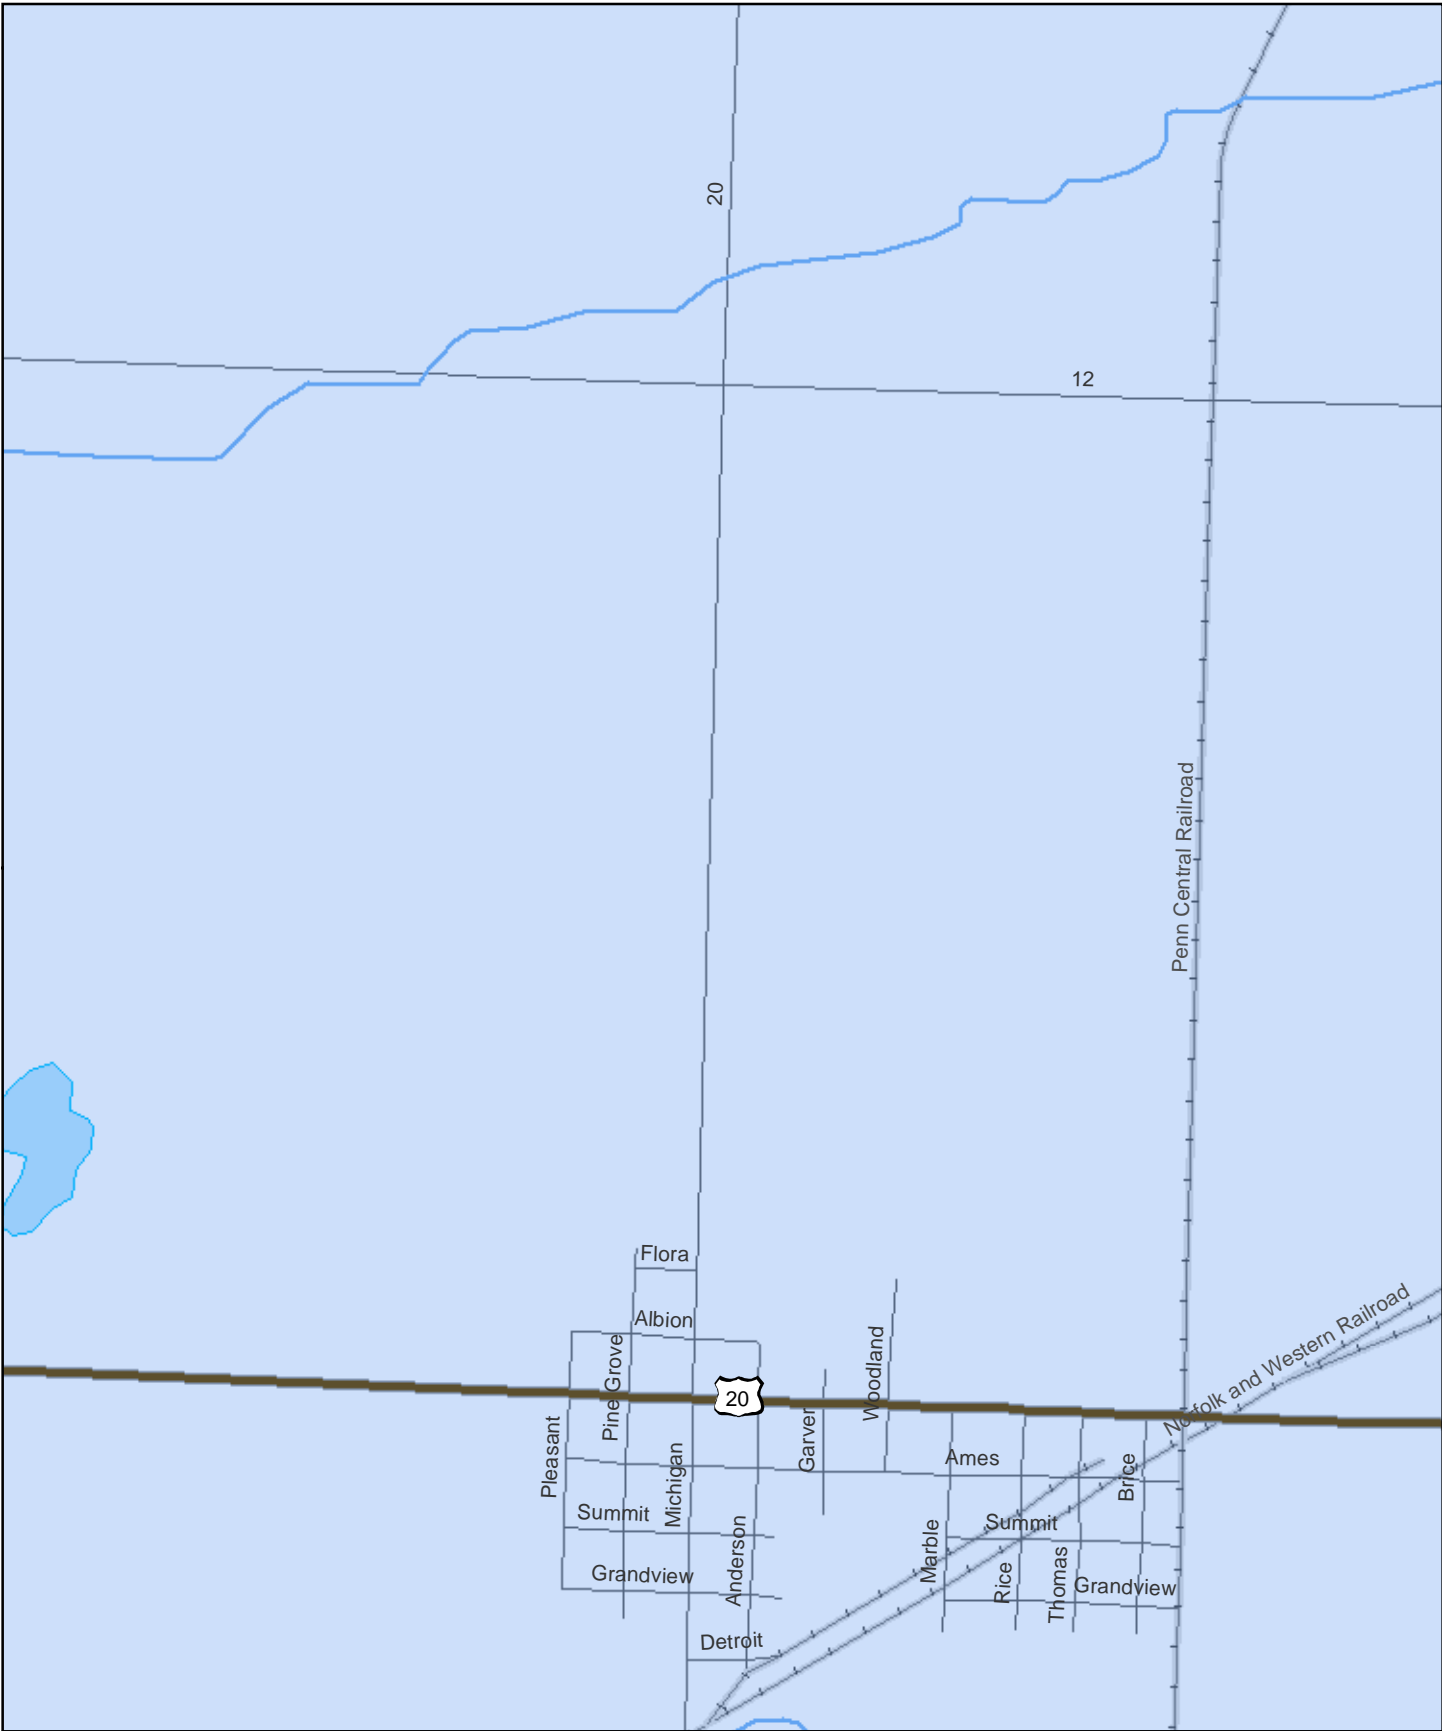 20
12
Penn Central Railroad
Flora
Albion
Norfolk and Western Railroad
Woodland
Pine Grove
20
Garver
Pleasant
Michigan
Ames
Brice
Summit
Summit
Anderson
Marble
Rice
Thomas
Grandview
Grandview
Detroit